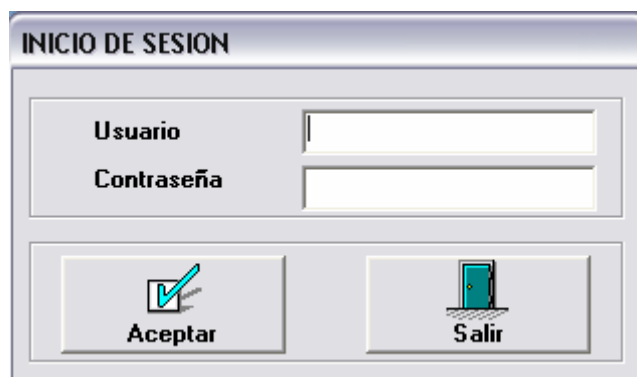 INICIO DE SESION
Usuario
Contraseña
Aceptar
Salir